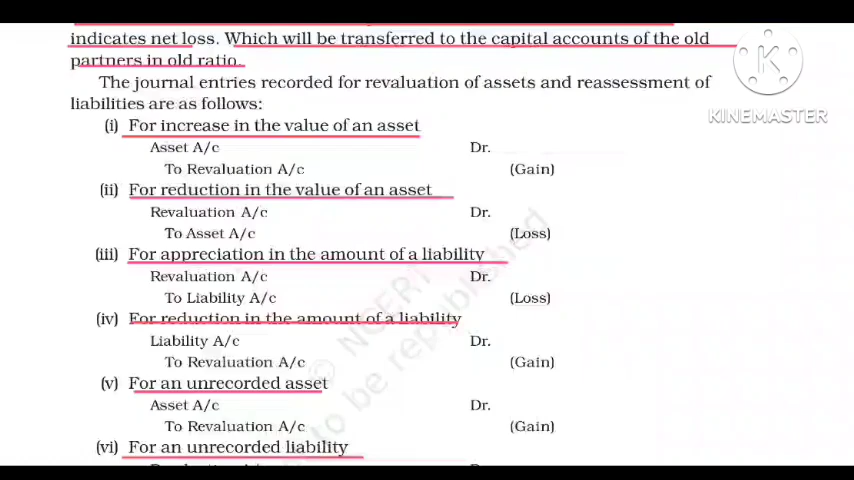 indicates net loss. Which will be transferred to the capital accounts of the old
partners in old ratio.
The journal entries recorded for revaluation of assets and reassessment of
liabilities are as follows:
(i) For increase in the value of an asset
Asset A/c Dr.
To Revaluation A/c (Gain)
(ii) For reduction in the value of an asset
Revaluation A/c Dr.
To Asset A/c (Loss)
(iii) For appreciation in the amount of a liability
Revaluation A/c Dr.
To Liability A/c (Loss)
(iv) For reduction in the amount of a liability
Liability A/c Dr.
To Revaluation A/c (Gain)
(v) For an unrecorded asset
Asset A/c Dr.
To Revaluation A/c (Gain)
(vi) For an unrecorded liability
K
KINEMASTER
© NCERT
to be republished